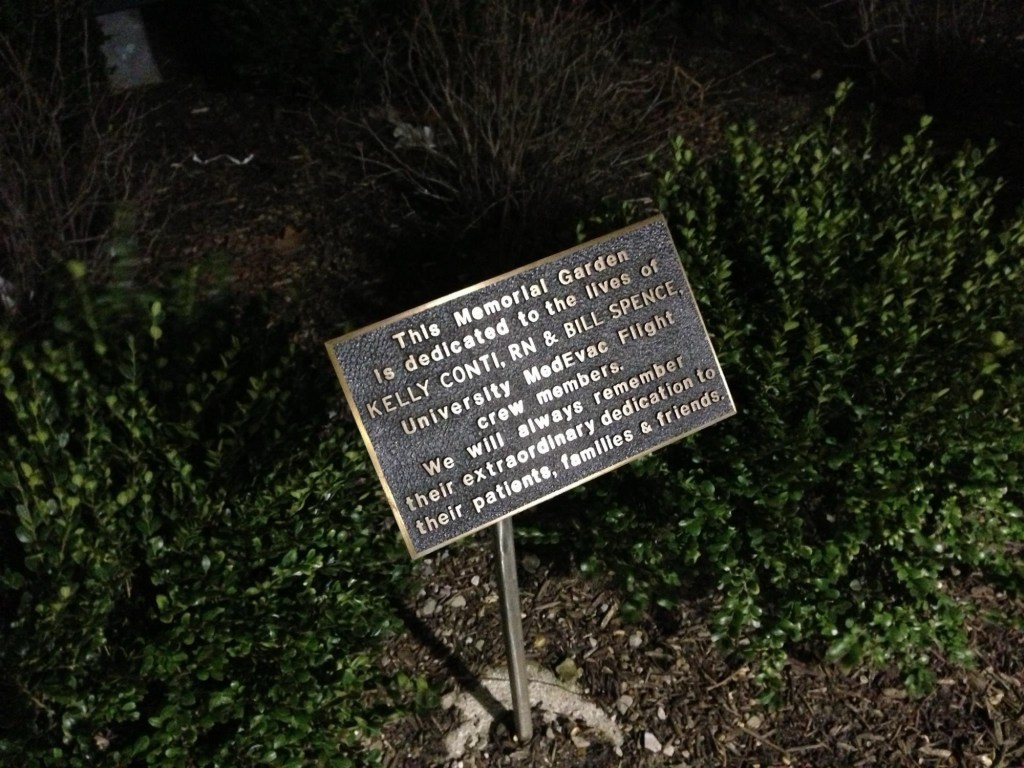 This Memorial Garden
is dedicated to the lives of
KELLY CONTI, RN & BILL SPENCE,
University MedEvac Flight
crew members.
We will always remember
their extraordinary dedication to
their patients, families & friends.